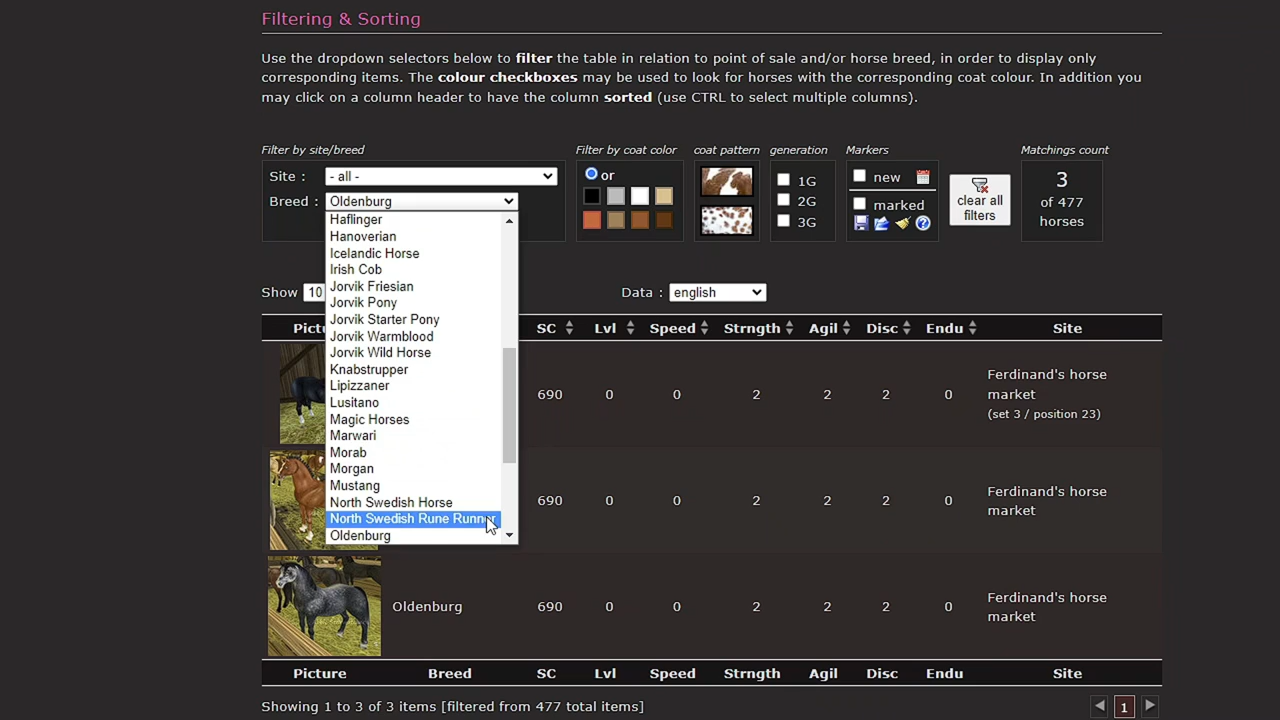 Filtering & Sorting
Use the dropdown selectors below to filter the table in relation to point of sale and/or horse breed, in order to display only
corresponding items. The colour checkboxes may be used to look for horses with the corresponding coat colour. In addition you
may click on a column header to have the column sorted (use CTRL to select multiple columns).
Filter by site/breed Filter by coat color coat pattern generation Markers Matchings count
Site : - all - or 1G new 3
Breed : Oldenburg 2G marked of 477
3G clear all filters horses
Haflinger
Hanoverian
Icelandic Horse
Irish Cob
Jorvik Friesian
Jorvik Pony
Jorvik Starter Pony
Jorvik Warmblood
Jorvik Wild Horse
Knabstrupper
Lipizzaner
Lusitano
Magic Horses
Marwari
Morab
Morgan
Mustang
North Swedish Horse
North Swedish Rune Runner
Oldenburg
Show 10 Data : english
SC Lvl Speed Strngth Agil Disc Endu Site
690 0 0 2 2 2 0 Ferdinand's horse
market
(set 3 / position 23)
690 0 0 2 2 2 0 Ferdinand's horse
market
Oldenburg 690 0 0 2 2 2 0 Ferdinand's horse
market
Picture Breed SC Lvl Speed Strngth Agil Disc Endu Site
Showing 1 to 3 of 3 items [filtered from 477 total items] 1